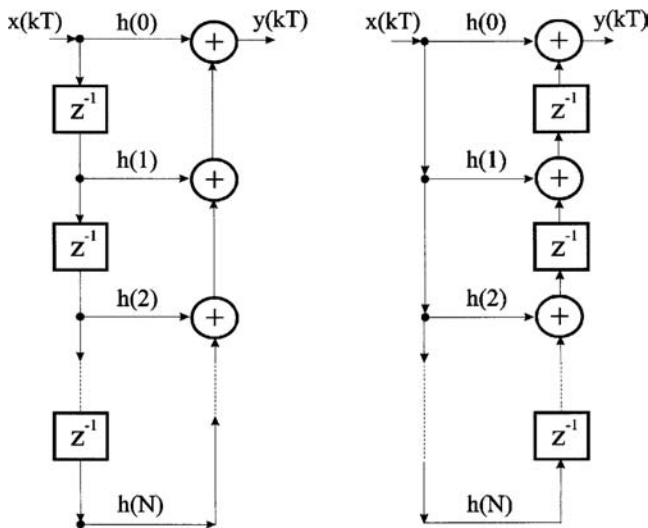 x(kT) h(0) + y(kT)
z⁻¹
h(1) +
z⁻¹
h(2) +
z⁻¹
h(N)
x(kT) h(0) + y(kT)
z⁻¹
h(1) +
z⁻¹
h(2) +
z⁻¹
h(N)